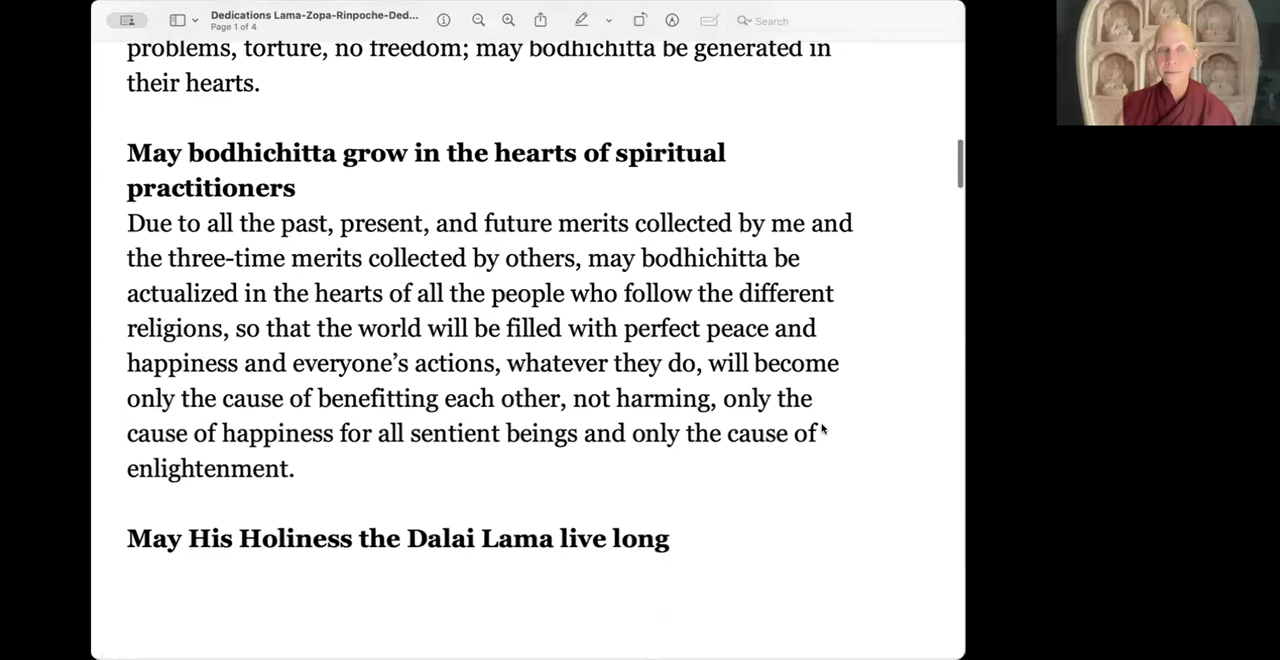 Dedications Lama-Zopa-Rinpoche-Ded...
Page 1 of 4
Search
problems, torture, no freedom; may bodhichitta be generated in
their hearts.
May bodhichitta grow in the hearts of spiritual
practitioners
Due to all the past, present, and future merits collected by me and
the three-time merits collected by others, may bodhichitta be
actualized in the hearts of all the people who follow the different
religions, so that the world will be filled with perfect peace and
happiness and everyone’s actions, whatever they do, will become
only the cause of benefitting each other, not harming, only the
cause of happiness for all sentient beings and only the cause of
enlightenment.
May His Holiness the Dalai Lama live long